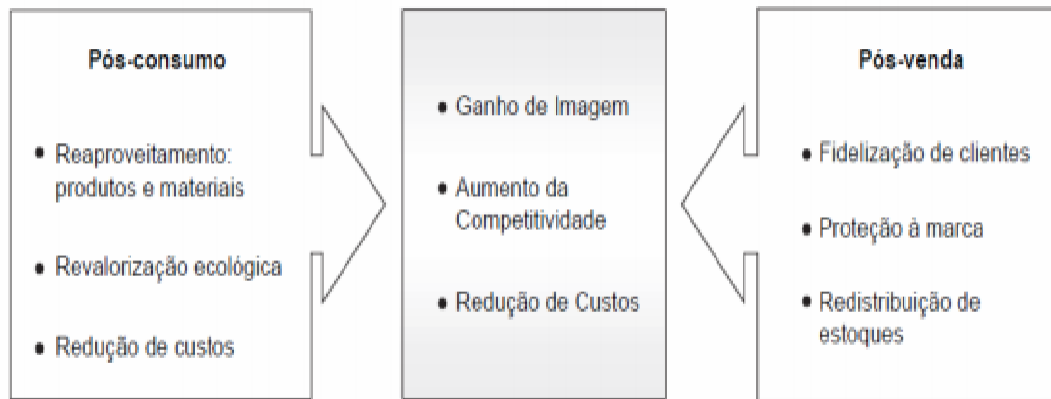 Pós-consumo
• Reaproveitamento:
produtos e materiais
• Revalorização ecológica
• Redução de custos
• Ganho de Imagem
• Aumento da
Competitividade
• Redução de Custos
Pós-venda
• Fidelização de clientes
• Proteção à marca
• Redistribuição de
estoques